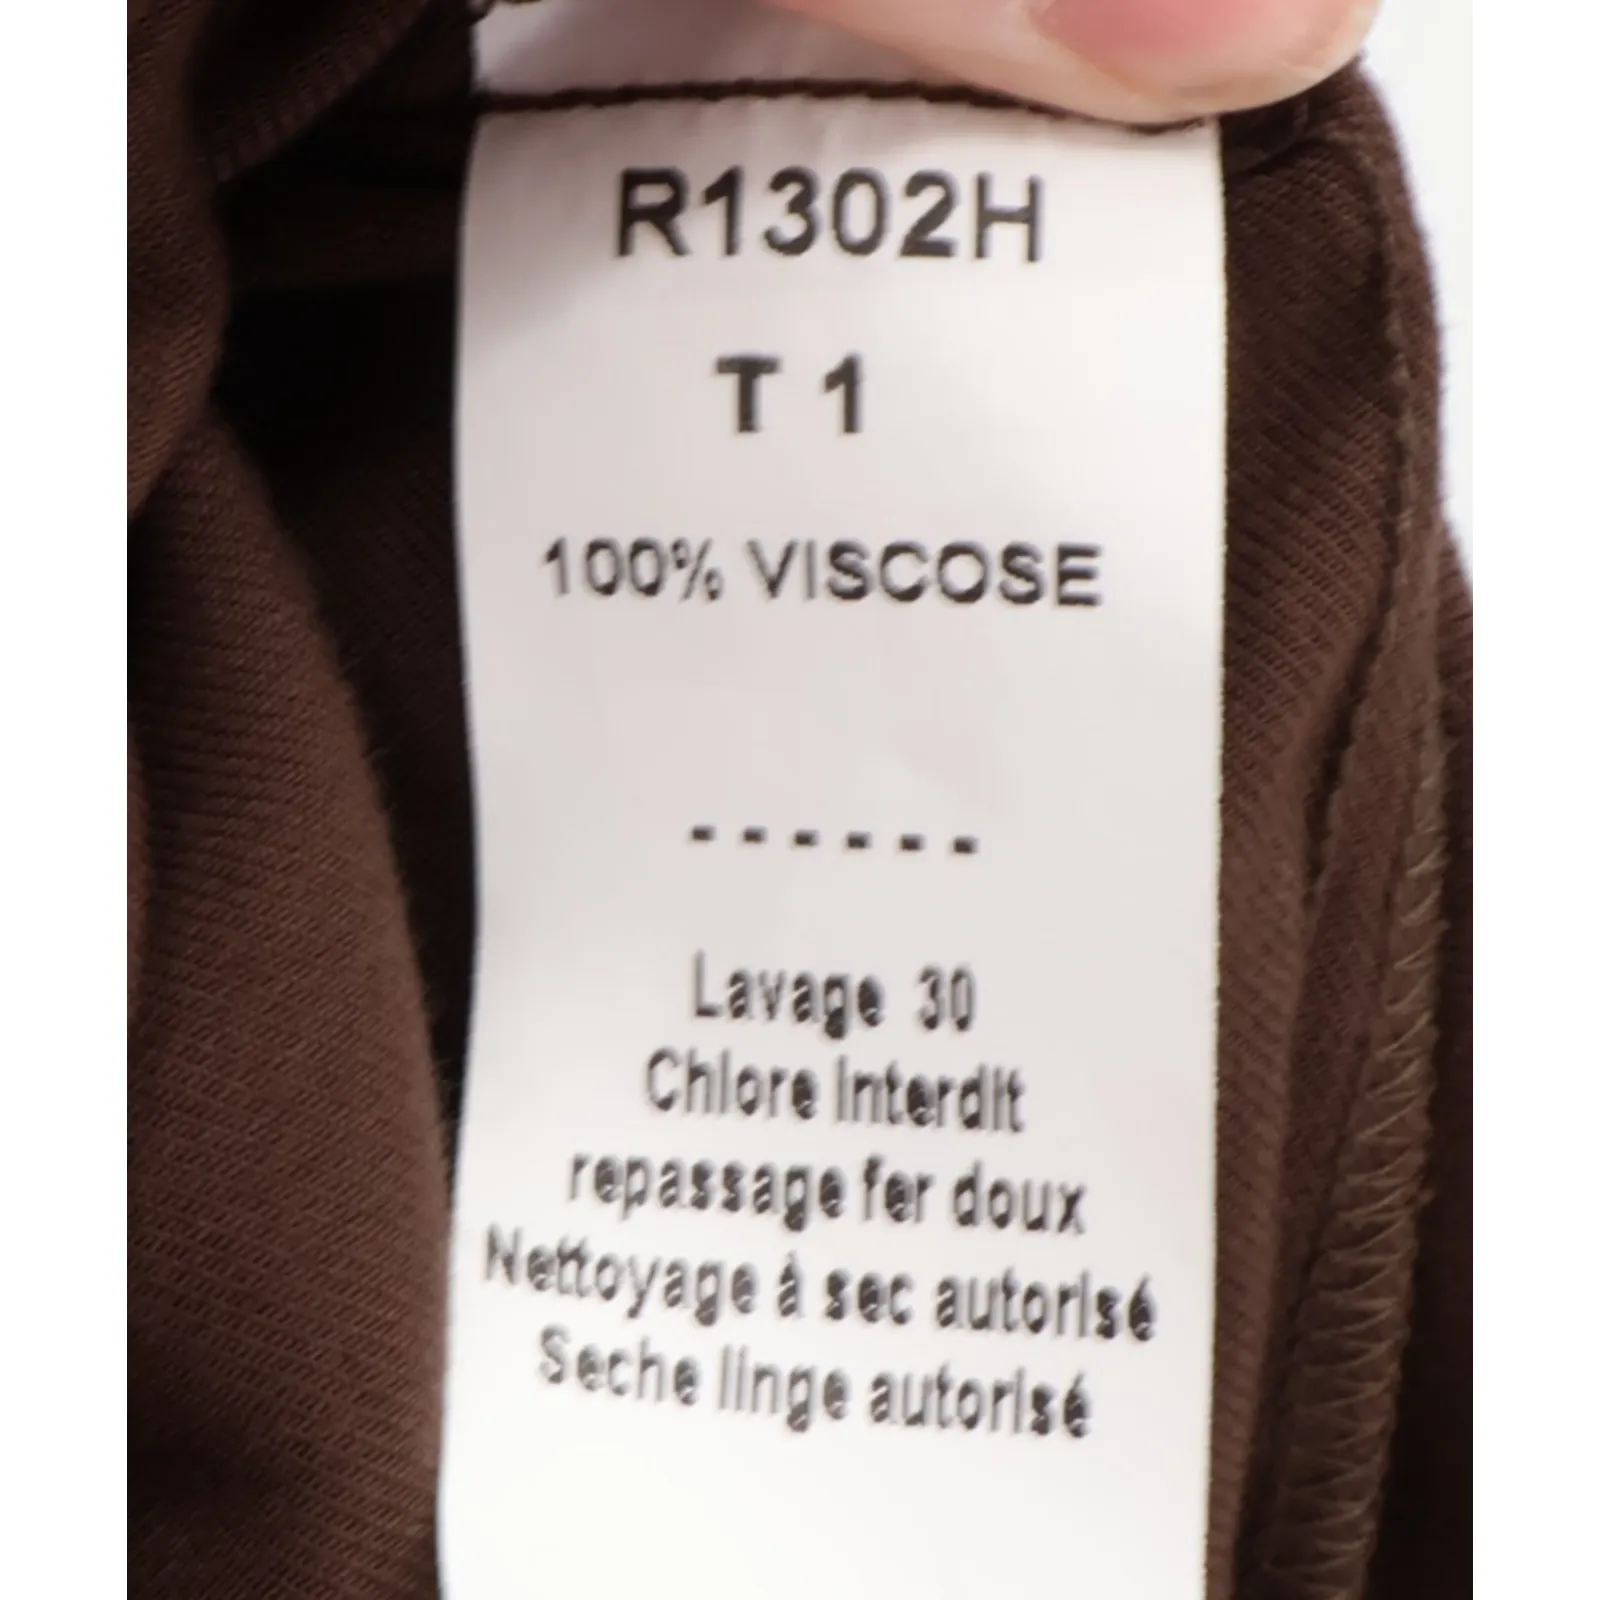 R1302H
T 1
100% VISCOSE
------
Lavage 30
Chlore interdit
repassage fer doux
Nettoyage à sec autorisé
Seche linge autorisé